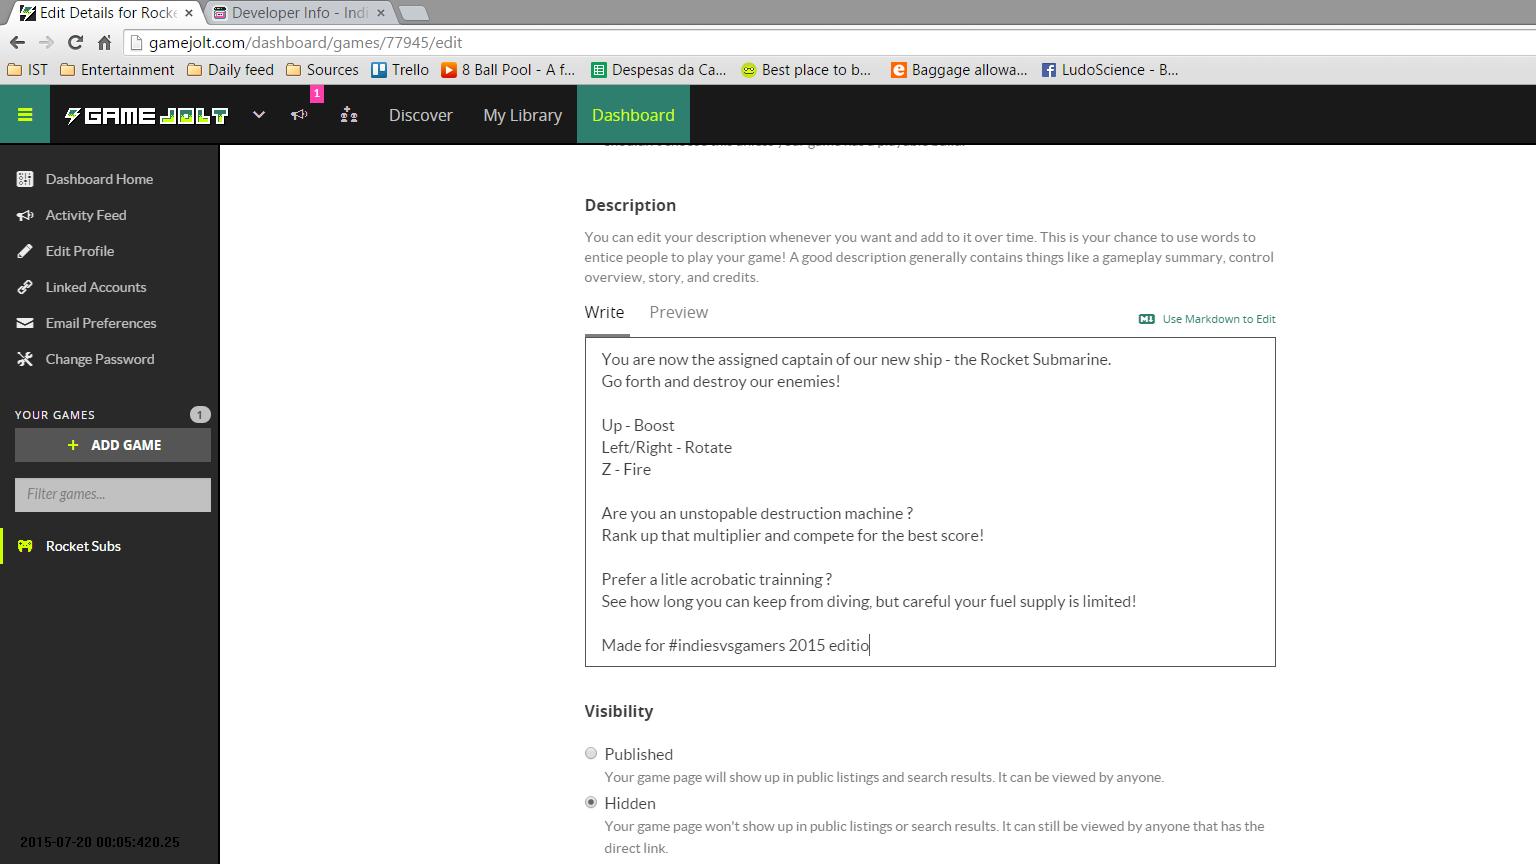 Edit Details for Rocke
Developer Info - Indi
gamejolt.com/dashboard/games/77945/edit
IST
Entertainment
Daily feed
Sources
Trello
8 Ball Pool - A f...
Despesas da Ca...
Best place to b...
Baggage allowa...
LudoScience - B...
GAME JOLT
1
Discover
My Library
Dashboard
Dashboard Home
Activity Feed
Edit Profile
Linked Accounts
Email Preferences
Change Password
YOUR GAMES 1
+ ADD GAME
Filter games...
Rocket Subs
2015-07-20 00:05:420.25
Description
You can edit your description whenever you want and add to it over time. This is your chance to use words to
entice people to play your game! A good description generally contains things like a gameplay summary, control
overview, story, and credits.
Write Preview
Use Markdown to Edit
You are now the assigned captain of our new ship - the Rocket Submarine.
Go forth and destroy our enemies!
Up - Boost
Left/Right - Rotate
Z - Fire
Are you an unstopable destruction machine ?
Rank up that multiplier and compete for the best score!
Prefer a litle acrobatic trainning ?
See how long you can keep from diving, but careful your fuel supply is limited!
Made for #indiesvsgamers 2015 editio
Visibility
Published
Your game page will show up in public listings and search results. It can be viewed by anyone.
Hidden
Your game page won't show up in public listings or search results. It can still be viewed by anyone that has the
direct link.